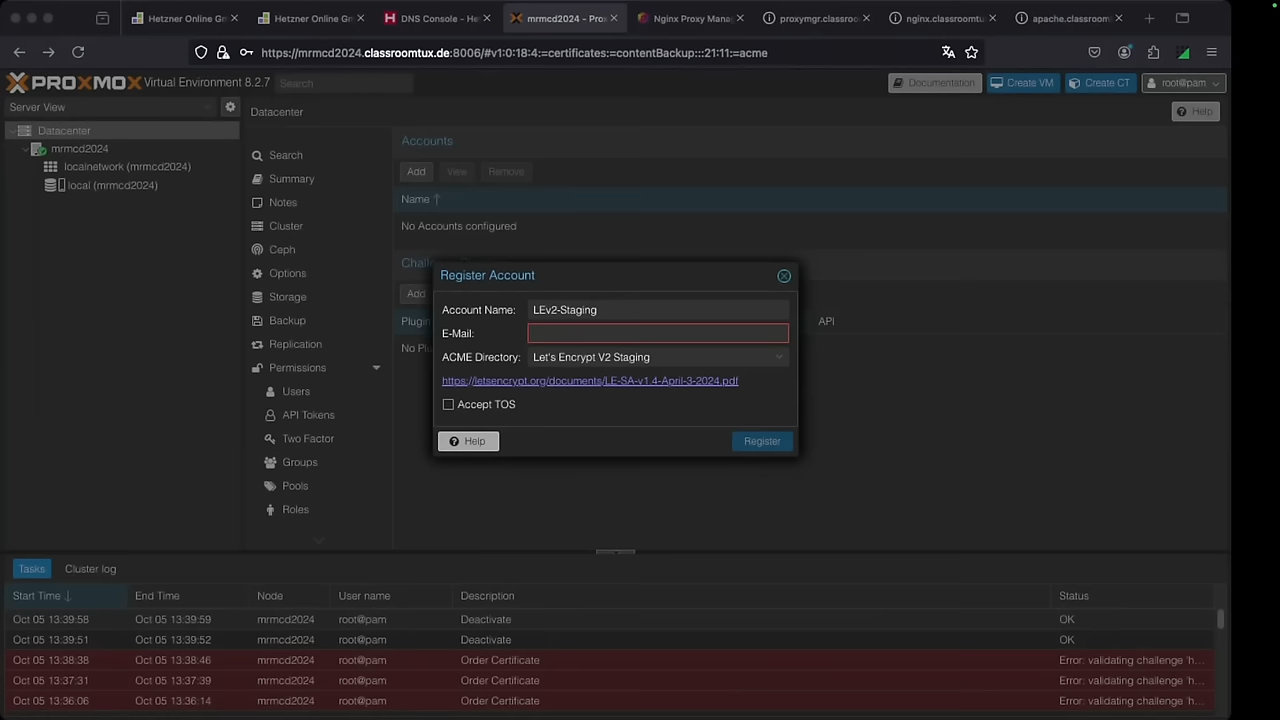 Hetzner Online Gm
Hetzner Online Gm
DNS Console - He
mrmcd2024 - Prox
Nginx Proxy Mana
proxymgr.classroo
nginx.classroomtu
apache.classroom
https://mrmcd2024.classroomtux.de:8006/#v1:0:18:4:=certificates:=contentBackup:::21:11:=acme
PROXMOX Virtual Environment 8.2.7 Search
Documentation Create VM Create CT root@pam
Server View
Datacenter
Help
Datacenter
mrmcd2024
localnetwork (mrmcd2024)
local (mrmcd2024)
Search
Summary
Notes
Cluster
Ceph
Options
Storage
Backup
Replication
Permissions
Users
API Tokens
Two Factor
Groups
Pools
Roles
Accounts
Add View Remove
Name
No Accounts configured
Add
API
Register Account
Account Name: LEv2-Staging
E-Mail:
ACME Directory: Let's Encrypt V2 Staging
https://letsencrypt.org/documents/LE-SA-v1.4-April-3-2024.pdf
Accept TOS
Help Register
Tasks Cluster log
Start Time End Time Node User name Description Status
Oct 05 13:39:58 Oct 05 13:39:59 mrmcd2024 root@pam Deactivate OK
Oct 05 13:39:51 Oct 05 13:39:52 mrmcd2024 root@pam Deactivate OK
Oct 05 13:38:38 Oct 05 13:38:46 mrmcd2024 root@pam Order Certificate Error: validating challenge 'h...
Oct 05 13:37:31 Oct 05 13:37:39 mrmcd2024 root@pam Order Certificate Error: validating challenge 'h...
Oct 05 13:36:06 Oct 05 13:36:14 mrmcd2024 root@pam Order Certificate Error: validating challenge 'h...